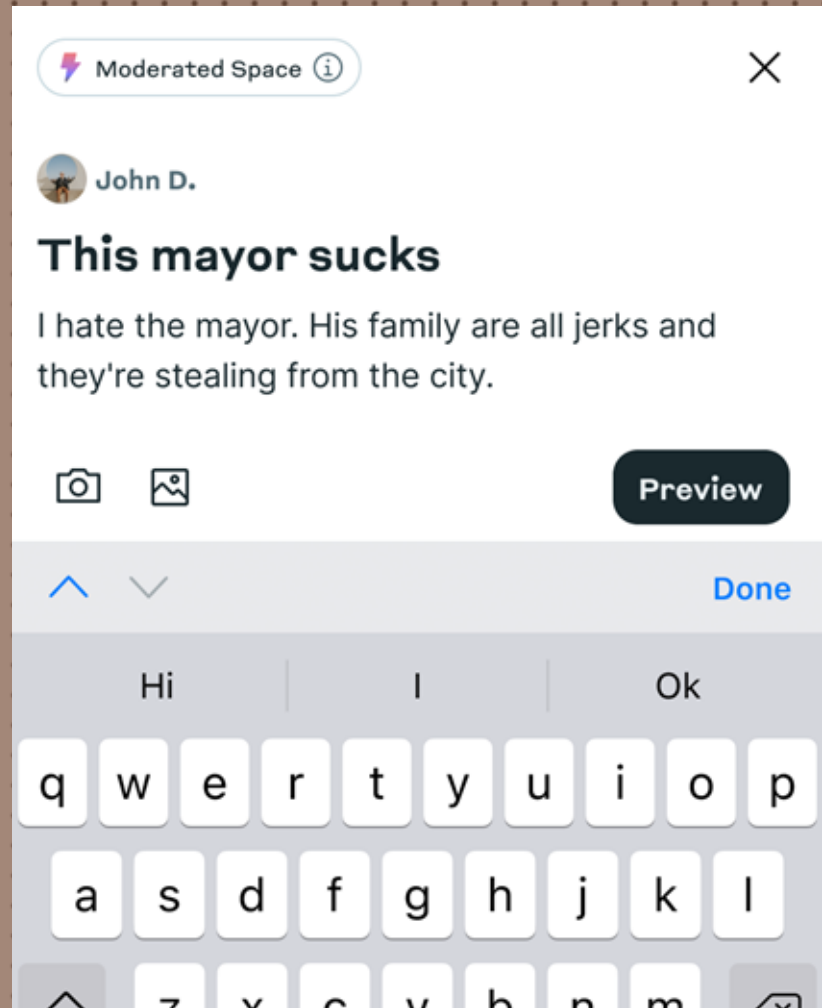 Moderated Space
John D.
This mayor sucks
I hate the mayor. His family are all jerks and
they're stealing from the city.
Preview
Done
Hi I Ok
q w e r t y u i o p
a s d f g h j k l
z x c v b n m